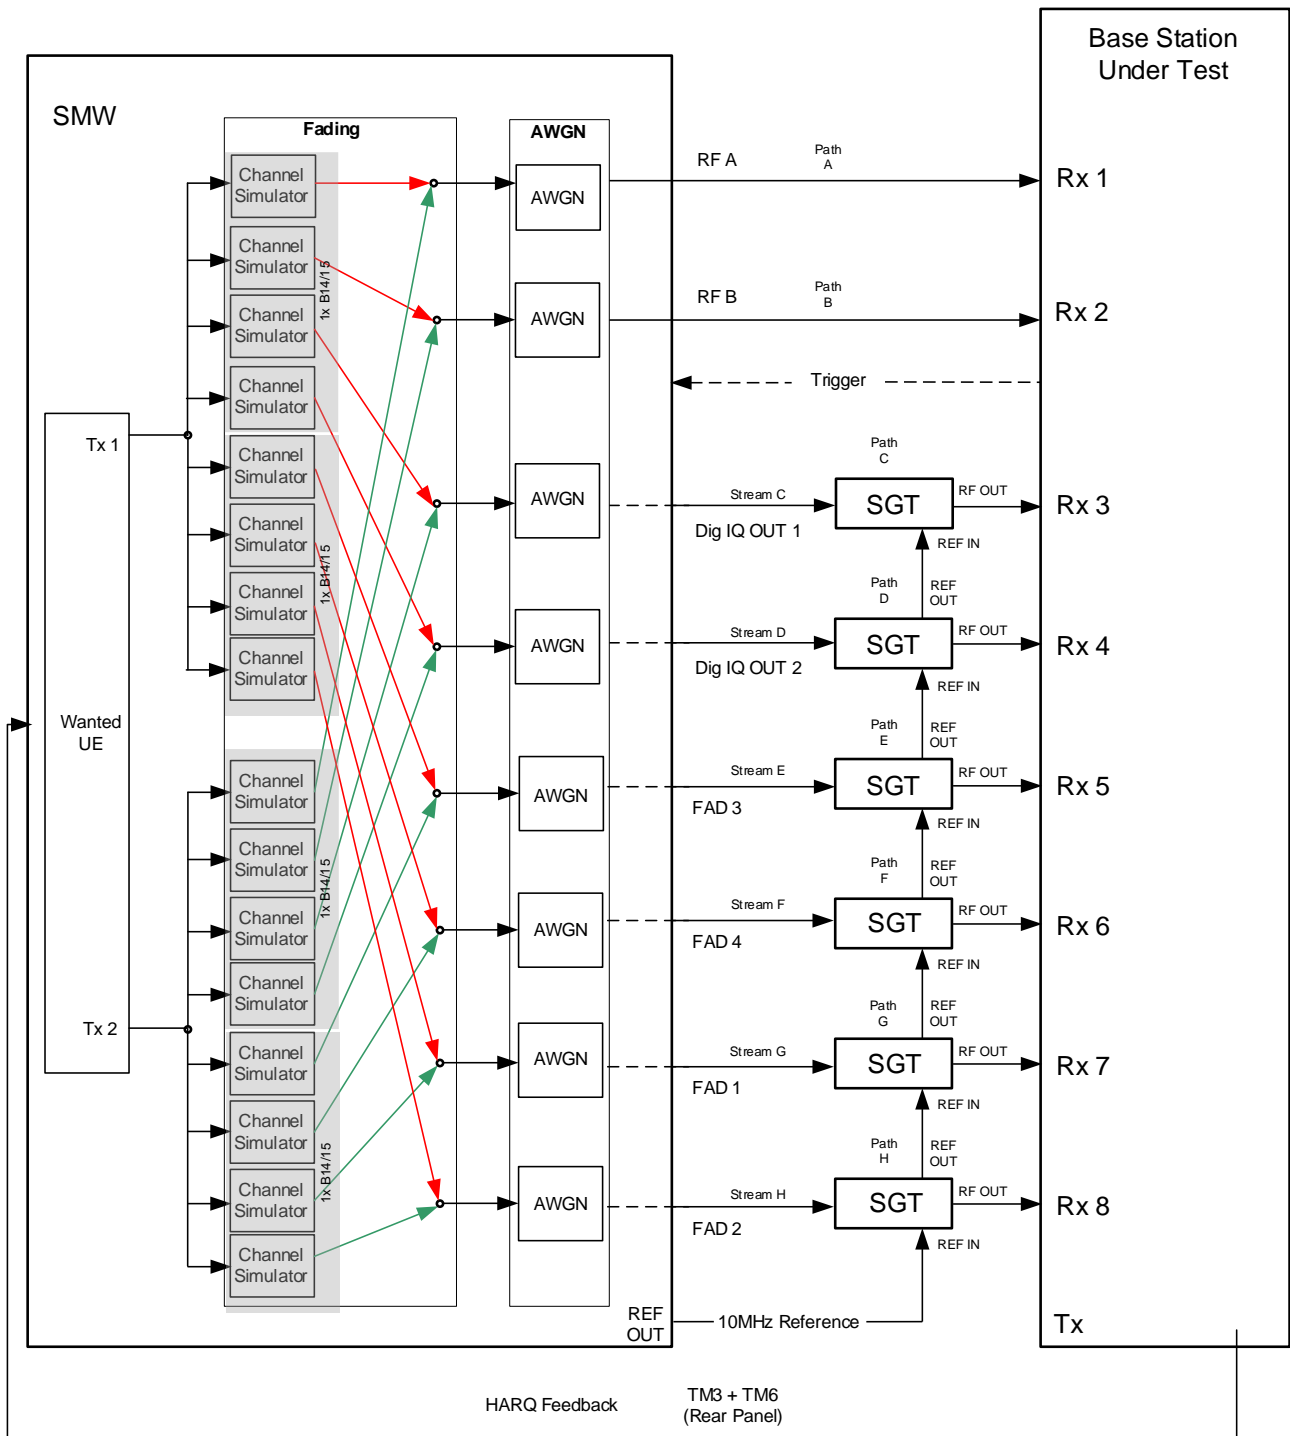 Base Station
Under Test
SMW
Fading
AWGN
Channel
Simulator
Channel
Simulator
Channel
Simulator
Channel
Simulator
1x B14/15
Channel
Simulator
Channel
Simulator
Channel
Simulator
Channel
Simulator
1x B14/15
Channel
Simulator
Channel
Simulator
Channel
Simulator
Channel
Simulator
1x B14/15
Channel
Simulator
Channel
Simulator
Channel
Simulator
Channel
Simulator
1x B14/15
Tx 1
Wanted
UE
Tx 2
AWGN
AWGN
AWGN
AWGN
AWGN
AWGN
AWGN
AWGN
RF A
Path
A
Rx 1
RF B
Path
B
Rx 2
Trigger
Path
C
Stream C
Dig IQ OUT 1
SGT
RF OUT
Rx 3
REF IN
Path
D
REF
OUT
Stream D
Dig IQ OUT 2
SGT
RF OUT
Rx 4
REF IN
Path
E
REF
OUT
Stream E
FAD 3
SGT
RF OUT
Rx 5
REF IN
Path
F
REF
OUT
Stream F
FAD 4
SGT
RF OUT
Rx 6
REF IN
Path
G
REF
OUT
Stream G
FAD 1
SGT
RF OUT
Rx 7
REF IN
Path
H
REF
OUT
Stream H
FAD 2
SGT
RF OUT
Rx 8
REF IN
REF
OUT
10MHz Reference
Tx
HARQ Feedback
TM3 + TM6
(Rear Panel)